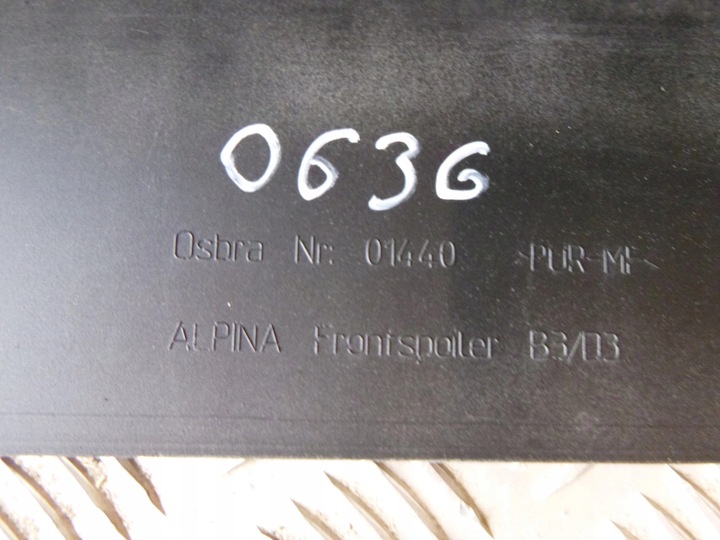 0636
Osbra Nr: 01440 >PUR-MF<
ALPINA Frontspoiler B3/D3